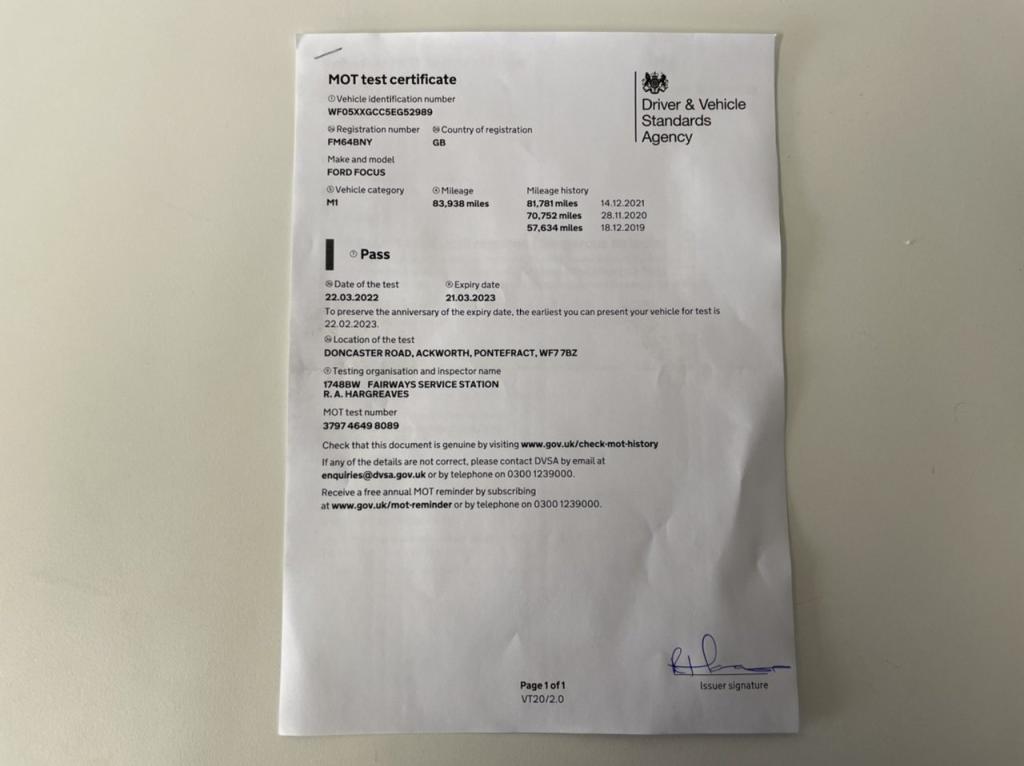 MOT test certificate
Driver & Vehicle
Standards
Agency
Vehicle identification number
WF05XXGCC5EG52989
Registration number Country of registration
FM64BNY GB
Make and model
FORD FOCUS
Vehicle category Mileage Mileage history
M1 83,938 miles 81,781 miles 14.12.2021
70,752 miles 28.11.2020
57,634 miles 18.12.2019
Pass
Date of the test Expiry date
22.03.2022 21.03.2023
To preserve the anniversary of the expiry date, the earliest you can present your vehicle for test is
22.02.2023.
Location of the test
DONCASTER ROAD, ACKWORTH, PONTEFRACT, WF7 7BZ
Testing organisation and inspector name
1748BW FAIRWAYS SERVICE STATION
R. A. HARGREAVES
MOT test number
3797 4649 8089
Check that this document is genuine by visiting www.gov.uk/check-mot-history
If any of the details are not correct, please contact DVSA by email at
enquiries@dvsa.gov.uk or by telephone on 0300 1239000.
Receive a free annual MOT reminder by subscribing
at www.gov.uk/mot-reminder or by telephone on 0300 1239000.
Issuer signature
Page 1 of 1
VT20/2.0